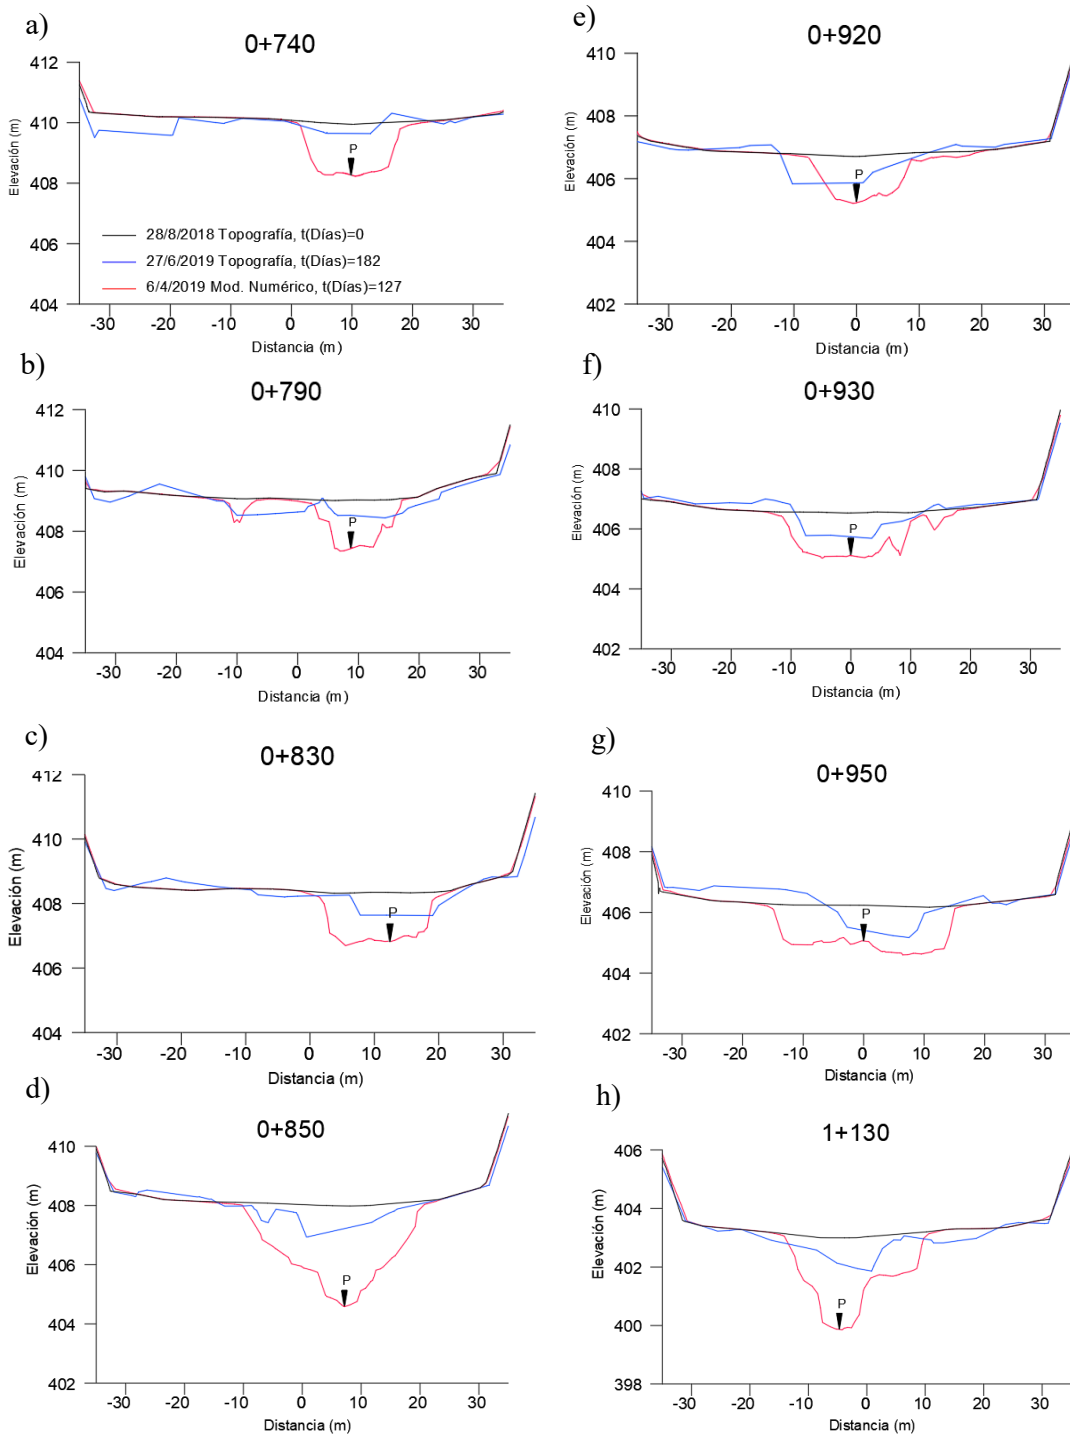 a)
0+740
412
410
408
406
404
Elevación (m)
P
28/8/2018 Topografía, t(Días)=0
27/6/2019 Topografía, t(Días)=182
6/4/2019 Mod. Numérico, t(Días)=127
-30 -20 -10 0 10 20 30
Distancia (m)
b)
0+790
412
410
408
406
404
Elevación (m)
P
-30 -20 -10 0 10 20 30
Distancia (m)
c)
0+830
412
410
408
406
404
Elevación (m)
P
-30 -20 -10 0 10 20 30
Distancia (m)
d)
0+850
410
408
406
404
402
Elevación (m)
P
-30 -20 -10 0 10 20 30
Distancia (m)
e)
0+920
410
408
406
404
402
Elevación (m)
P
-30 -20 -10 0 10 20 30
Distancia (m)
f)
0+930
410
408
406
404
402
Elevación (m)
P
-30 -20 -10 0 10 20 30
Distancia (m)
g)
0+950
410
408
406
404
402
Elevación (m)
P
-30 -20 -10 0 10 20 30
Distancia (m)
h)
1+130
406
404
402
400
398
Elevación (m)
P
-30 -20 -10 0 10 20 30
Distancia (m)